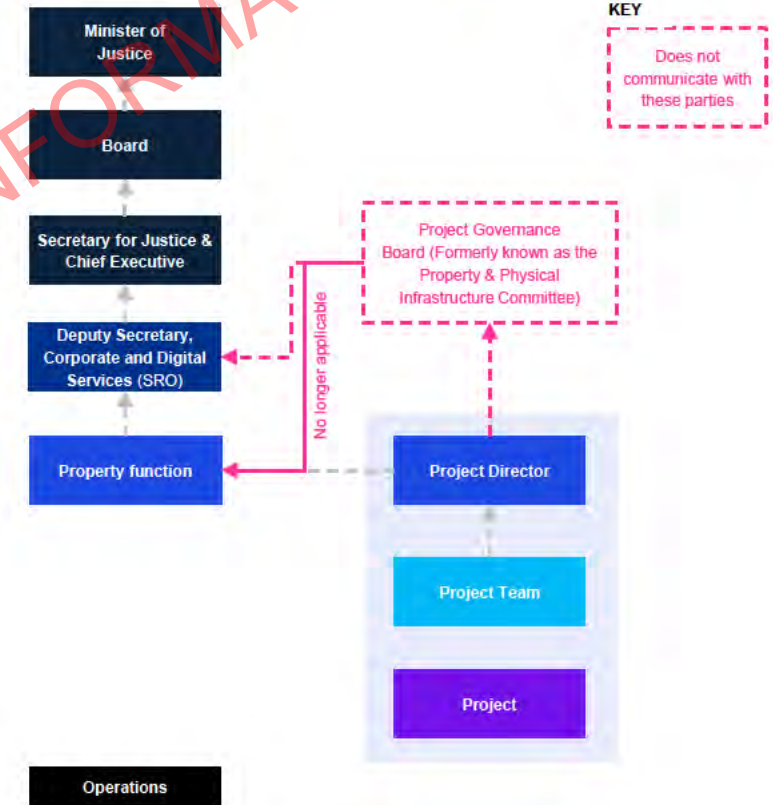 KEY
Does not
communicate with
these parties
Minister of
Justice
Board
Secretary for Justice &
Chief Executive
Deputy Secretary,
Corporate and Digital
Services (SRO)
Property function
Project Governance
Board (Formerly known as the
Property & Physical
Infrastructure Committee)
No longer applicable
Project Director
Project Team
Project
Operations